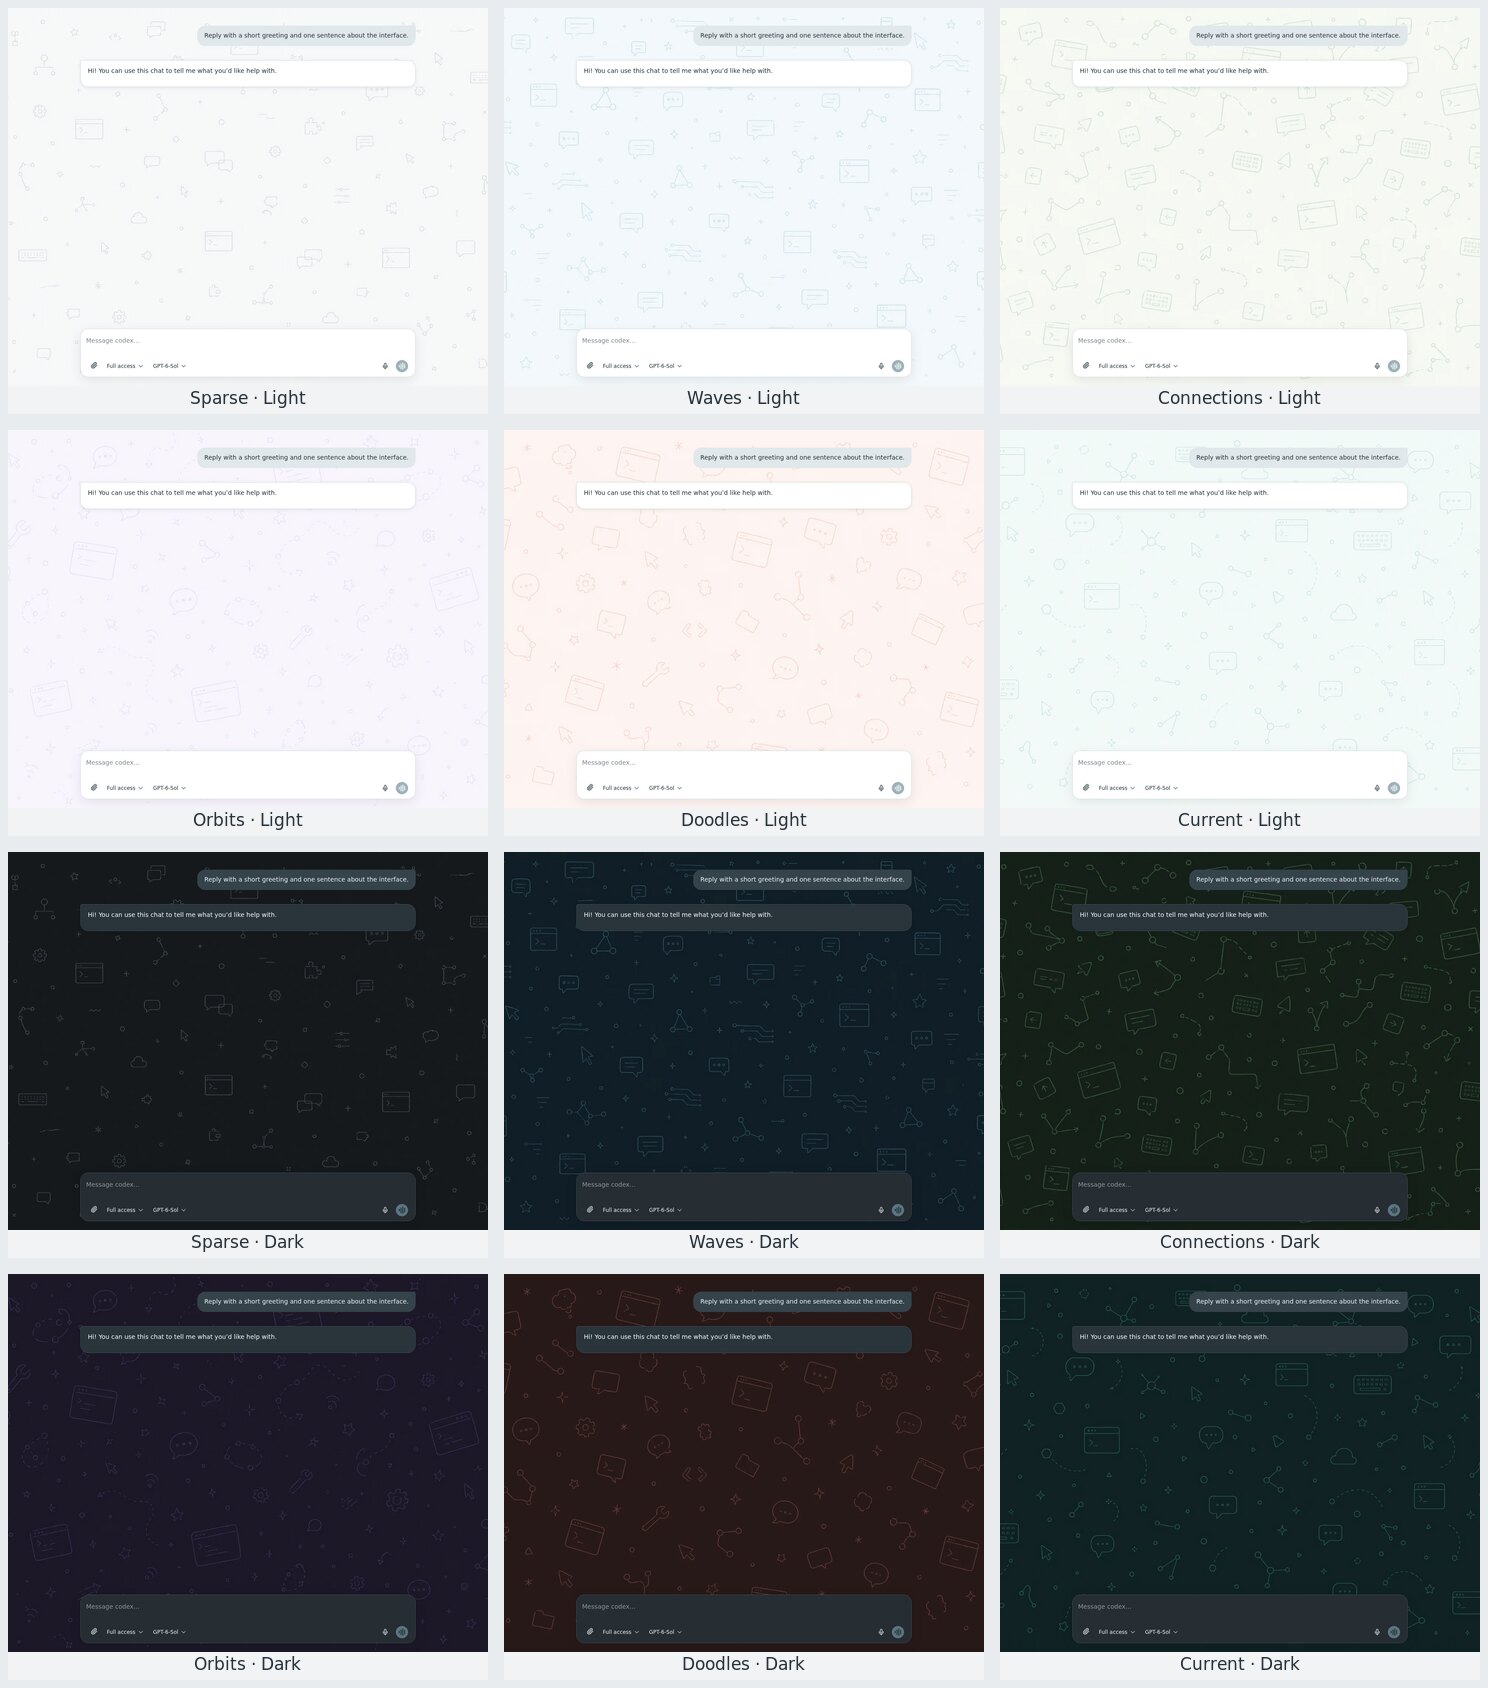 Reply with a short greeting and one sentence about the interface.
Hi! You can use this chat to tell me what you'd like help with.
Message codex...
Full access GPT-6-Sol
Sparse · Light
Reply with a short greeting and one sentence about the interface.
Hi! You can use this chat to tell me what you'd like help with.
Message codex...
Full access GPT-6-Sol
Waves · Light
Reply with a short greeting and one sentence about the interface.
Hi! You can use this chat to tell me what you'd like help with.
Message codex...
Full access GPT-6-Sol
Connections · Light
Reply with a short greeting and one sentence about the interface.
Hi! You can use this chat to tell me what you'd like help with.
Message codex...
Full access GPT-6-Sol
Orbits · Light
Reply with a short greeting and one sentence about the interface.
Hi! You can use this chat to tell me what you'd like help with.
Message codex...
Full access GPT-6-Sol
Doodles · Light
Reply with a short greeting and one sentence about the interface.
Hi! You can use this chat to tell me what you'd like help with.
Message codex...
Full access GPT-6-Sol
Current · Light
Reply with a short greeting and one sentence about the interface.
Hi! You can use this chat to tell me what you'd like help with.
Message codex...
Full access GPT-6-Sol
Sparse · Dark
Reply with a short greeting and one sentence about the interface.
Hi! You can use this chat to tell me what you'd like help with.
Message codex...
Full access GPT-6-Sol
Waves · Dark
Reply with a short greeting and one sentence about the interface.
Hi! You can use this chat to tell me what you'd like help with.
Message codex...
Full access GPT-6-Sol
Connections · Dark
Reply with a short greeting and one sentence about the interface.
Hi! You can use this chat to tell me what you'd like help with.
Message codex...
Full access GPT-6-Sol
Orbits · Dark
Reply with a short greeting and one sentence about the interface.
Hi! You can use this chat to tell me what you'd like help with.
Message codex...
Full access GPT-6-Sol
Doodles · Dark
Reply with a short greeting and one sentence about the interface.
Hi! You can use this chat to tell me what you'd like help with.
Message codex...
Full access GPT-6-Sol
Current · Dark